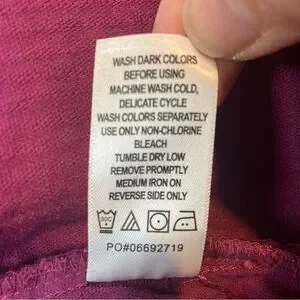 WASH DARK COLORS
BEFORE USING
MACHINE WASH COLD,
DELICATE CYCLE
WASH COLORS SEPARATELY
USE ONLY NON-CHLORINE
BLEACH
TUMBLE DRY LOW
REMOVE PROMPTLY
MEDIUM IRON ON
REVERSE SIDE ONLY
30C
PO#06692719